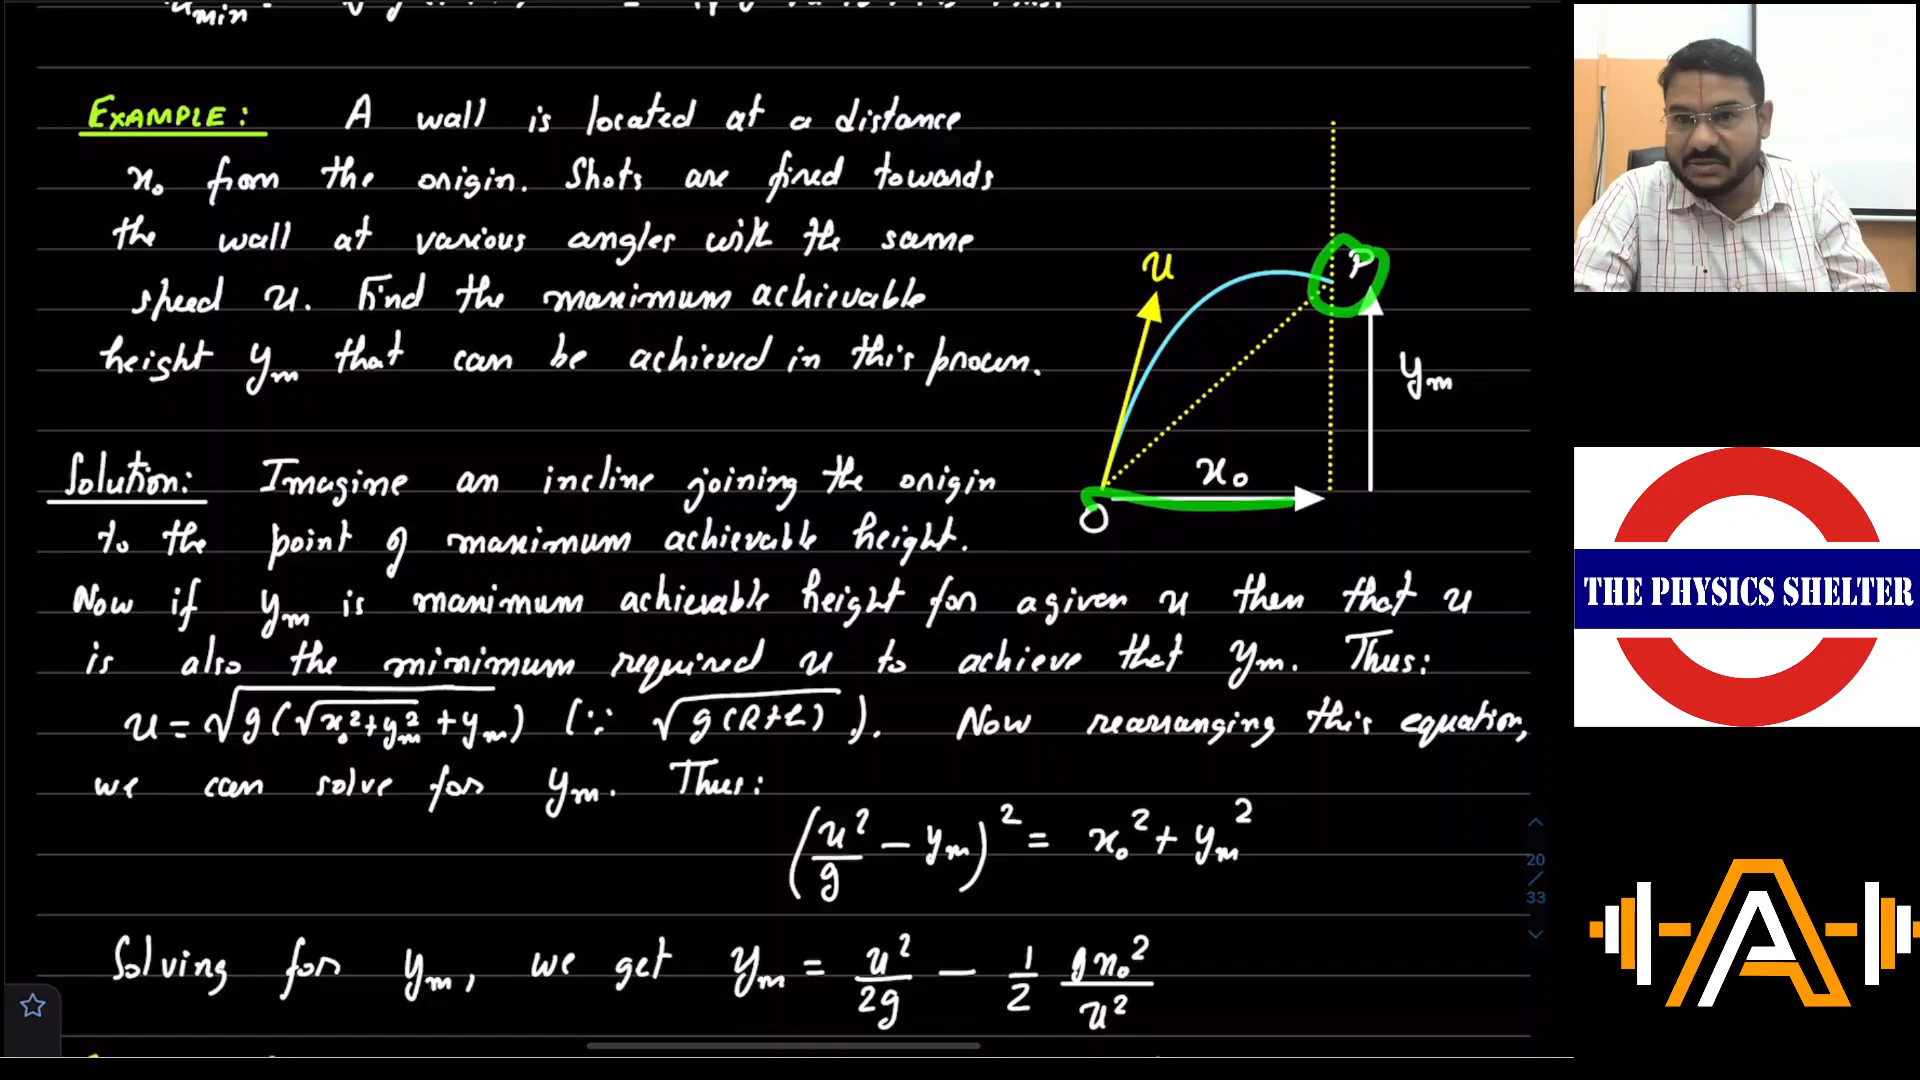 u min
EXAMPLE: A wall is located at a distance
x₀ from the origin. Shots are fired towards
the wall at various angles with the same
speed u. Find the maximum achievable
height yₘ that can be achieved in this
u
P
yₘ
x₀
O
Solution: Imagine an incline joining the origin
to the point of maximum achievable height.
Now if yₘ is maximum achievable height for a given u then that u
is also the minimum required u to achieve that yₘ. Thus:
u = √(g(√(x₀²+yₘ²) + yₘ)) (∵ √(g(R+h))). Now rearranging this equation,
we can solve for yₘ. Thus:
(u²/g − yₘ)² = x₀² + yₘ²
Solving for yₘ, we get yₘ = u²/2g − 1/2 gx₀²/u²
20
/
33
THE PHYSICS SHELTER